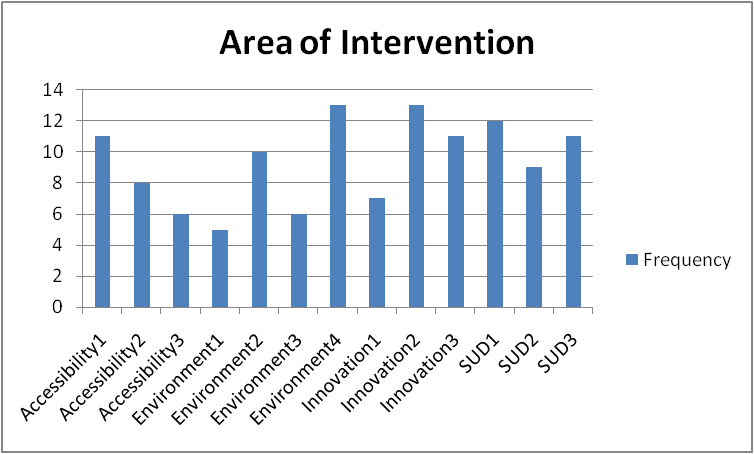 Area of Intervention
14
12
10
8
6
4
2
0
Accessibility1
Accessibility2
Accessibility3
Environment1
Environment2
Environment3
Environment4
Innovation1
Innovation2
Innovation3
SUD1
SUD2
SUD3
Frequency